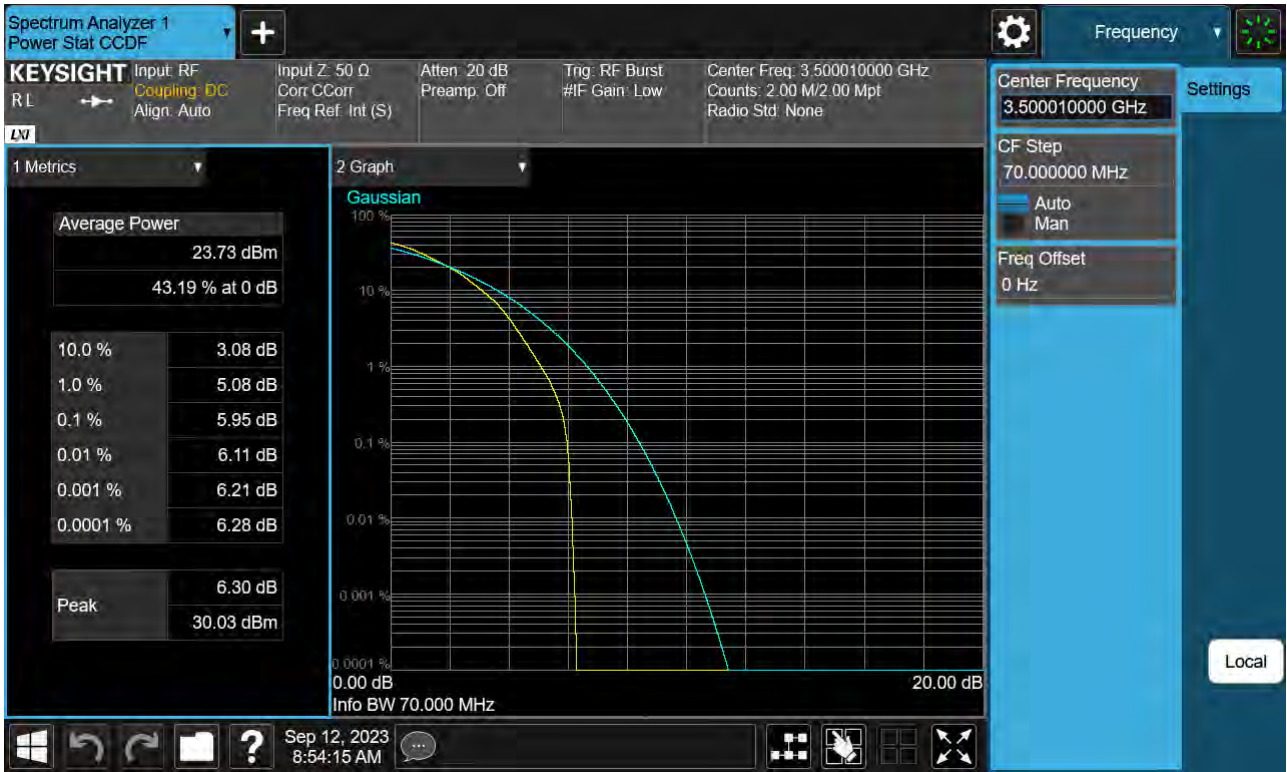 Spectrum Analyzer 1
Power Stat CCDF
+
Frequency
KEYSIGHT
RL
LXI
Input: RF
Coupling: DC
Align: Auto
Input Z: 50 Ω
Corr CCorr
Freq Ref: Int (S)
Atten: 20 dB
Preamp: Off
Trig: RF Burst
#IF Gain: Low
Center Freq: 3.500010000 GHz
Counts: 2.00 M/2.00 Mpt
Radio Std: None
Center Frequency
3.500010000 GHz
Settings
CF Step
70.000000 MHz
Auto
Man
Freq Offset
0 Hz
Local
1 Metrics
Average Power
23.73 dBm
43.19 % at 0 dB
10.0 % 3.08 dB
1.0 % 5.08 dB
0.1 % 5.95 dB
0.01 % 6.11 dB
0.001 % 6.21 dB
0.0001 % 6.28 dB
Peak
6.30 dB
30.03 dBm
2 Graph
Gaussian
100 %
10 %
1 %
0.1 %
0.01 %
0.001 %
0.0001 %
0.00 dB 20.00 dB
Info BW 70.000 MHz
?
Sep 12, 2023
8:54:15 AM